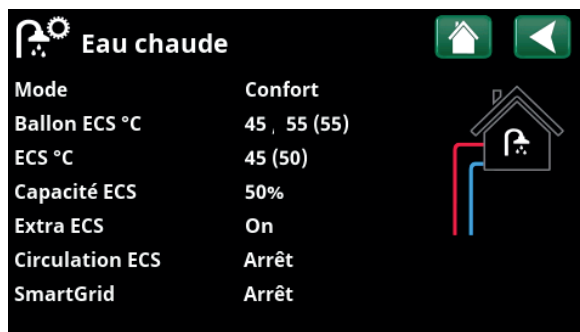 Eau chaude
Mode Confort
Ballon ECS °C 45 , 55 (55)
ECS °C 45 (50)
Capacité ECS 50%
Extra ECS On
Circulation ECS Arrêt
SmartGrid Arrêt